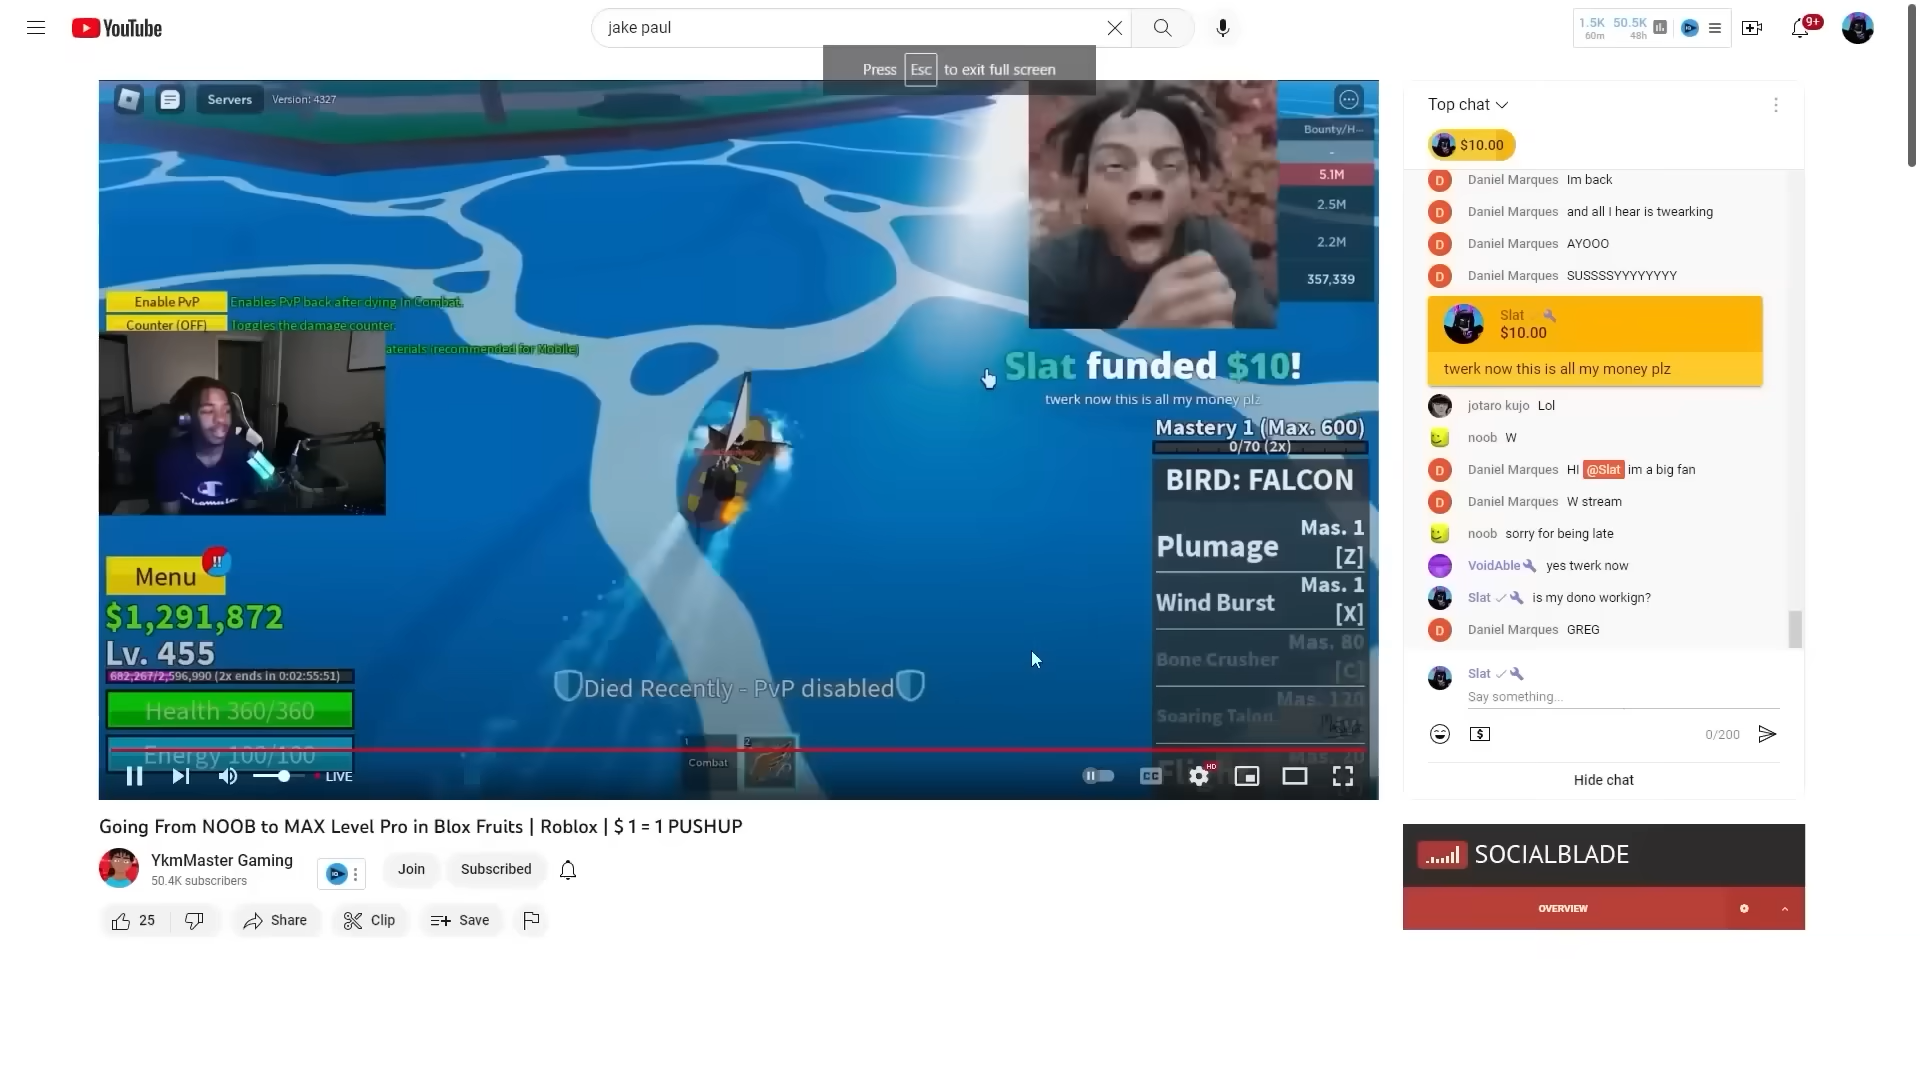 YouTube
jake paul
1.5K 50.5K
60m 48h
9+
Press Esc to exit full screen
Servers
Version: 4327
Bounty/H...
-
5.1M
2.5M
2.2M
357,339
Enable PvP
Enables PvP back after dying in Combat.
Counter (OFF)
Toggles the damage counter.
aterials (recommended for Mobile)
Slat funded $10!
twerk now this is all my money plz
Mastery 1 (Max. 600)
0/70 (2x)
BIRD: FALCON
Mas. 1
Plumage
[Z]
Mas. 1
Wind Burst
[X]
Mas. 80
Bone Crusher
[C]
Mas. 120
Soaring Talon
Mas. 20
Flight
Menu
!!
$1,291,872
Lv. 455
682,267/2,596,990 (2x ends in 0:02:55:51)
Health 360/360
Energy 100/100
Died Recently - PvP disabled
1
2
Combat
LIVE
CC
HD
Going From NOOB to MAX Level Pro in Blox Fruits | Roblox | $ 1 = 1 PUSHUP
YkmMaster Gaming
50.4K subscribers
Join
Subscribed
25
Share
Clip
Save
Top chat
$10.00
Daniel Marques Im back
Daniel Marques and all I hear is twearking
Daniel Marques AYOOO
Daniel Marques SUSSSSYYYYYYYY
Slat
$10.00
twerk now this is all my money plz
jotaro kujo Lol
noob W
Daniel Marques HI @Slat im a big fan
Daniel Marques W stream
noob sorry for being late
VoidAble yes twerk now
Slat is my dono workign?
Daniel Marques GREG
Slat
Say something...
0/200
Hide chat
SOCIALBLADE
OVERVIEW